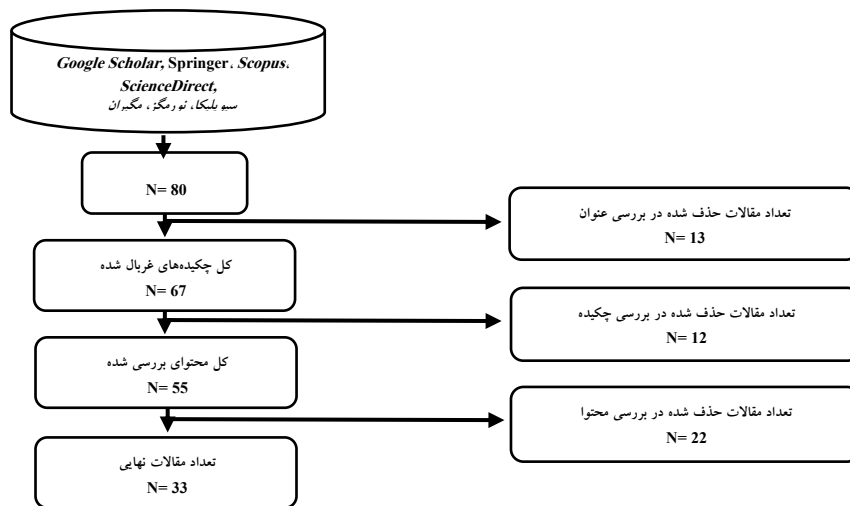 Google Scholar, Springer، Scopus،
ScienceDirect,
سیویلیکا، نورمگز، مگیران
N= 80
تعداد مقالات حذف شده در بررسی عنوان
N= 13
کل چکیده‌های غربال شده
N= 67
تعداد مقالات حذف شده در بررسی چکیده
N= 12
کل محتوای بررسی شده
N= 55
تعداد مقالات حذف شده در بررسی محتوا
N= 22
تعداد مقالات نهایی
N= 33